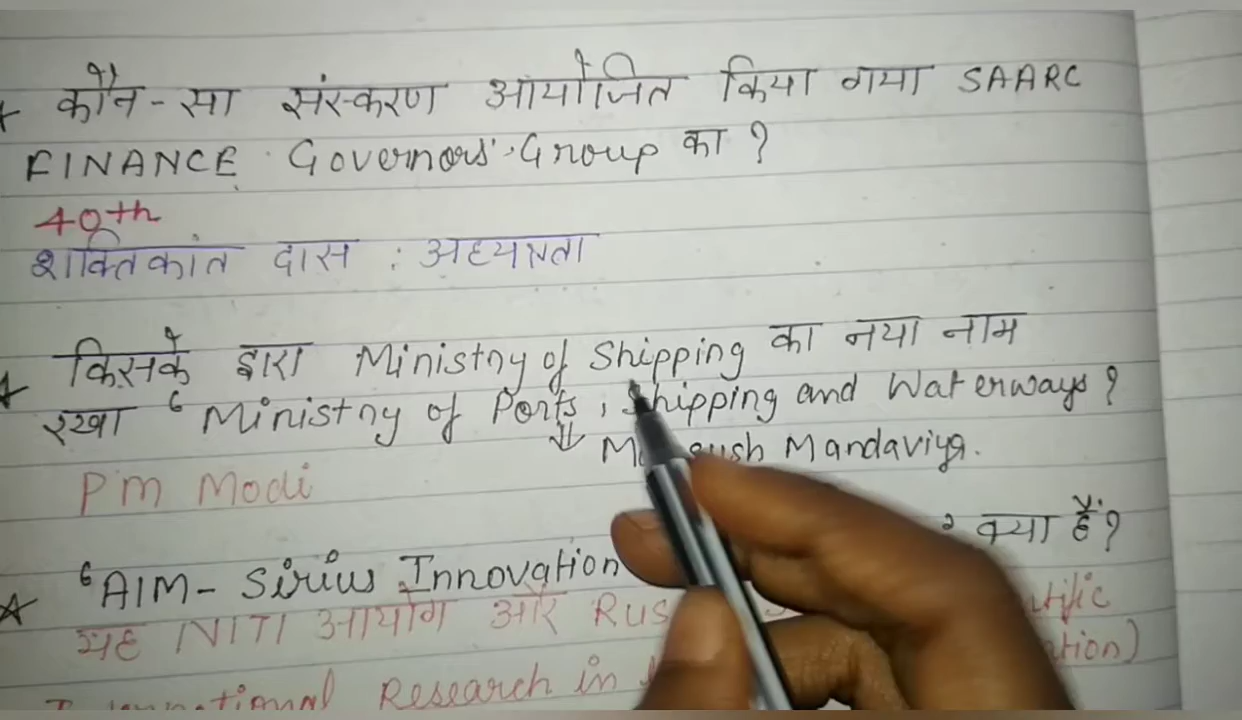 ★ कौन-सा संस्करण आयोजित किया गया SAARC
FINANCE Governors' Group का ?
40th
शक्तिकांत दास : अध्यक्षता
★ किसके द्वारा Ministry of Shipping का नया नाम
रखा ‘Ministry of Ports, Shipping and Waterways ?
⇓ Mandaviya.
PM Modi
★ ‘AIM- Sirius Innovation ’ क्या हैं?
यह NITI आयोग और
Research in